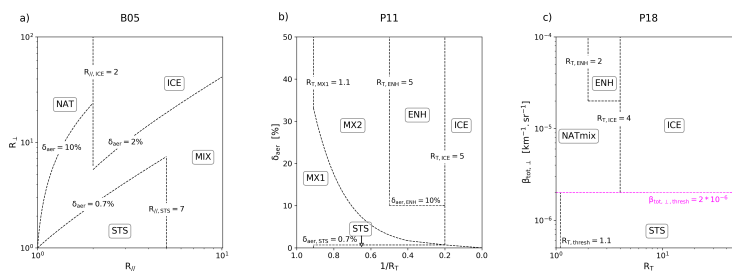 a)
B05
10²
10¹
10⁰
R⊥
10⁰
10¹
R//
R//, ICE = 2
ICE
NAT
δaer = 10%
δaer = 2%
MIX
δaer = 0.7%
R//, STS = 7
STS
b)
P11
50
40
30
20
10
0
δaer [%]
1.0
0.8
0.6
0.4
0.2
0.0
1/RT
RT, MX1 = 1.1
RT, ENH = 5
MX2
ENH
ICE
RT, ICE = 5
MX1
δaer, ENH = 10%
STS
δaer, STS = 0.7%
c)
P18
10⁻⁴
10⁻⁵
10⁻⁶
βtot, ⊥ [km⁻¹. sr⁻¹]
10¹
RT
RT, ENH = 2
ENH
RT, ICE = 4
NATmix
ICE
βtot, ⊥, thresh = 2 * 10⁻⁶
STS
RT, thresh = 1.1